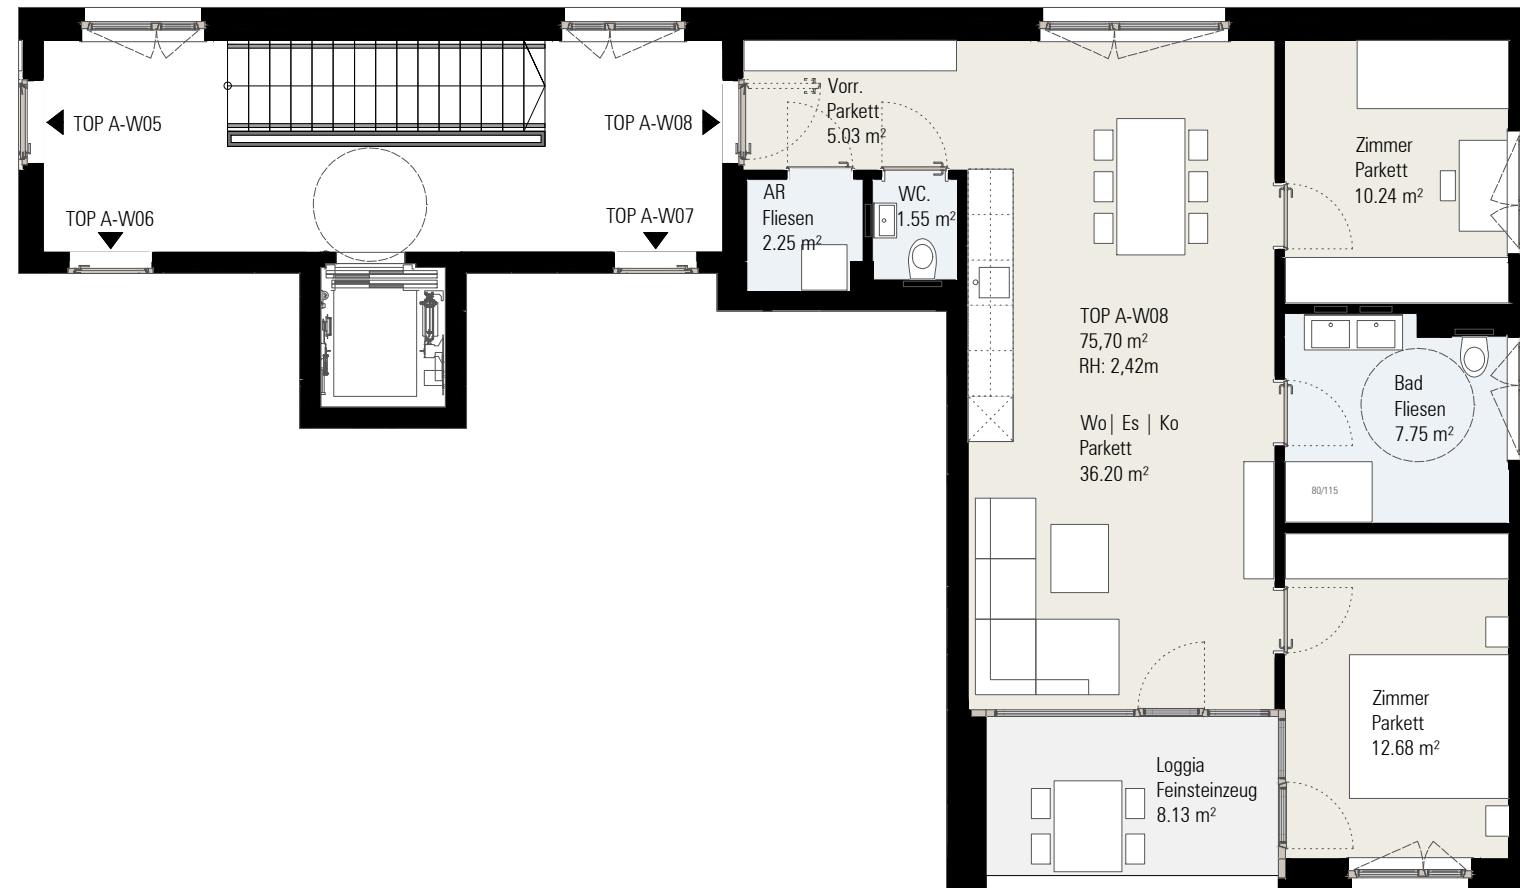 TOP A-W05
TOP A-W08
TOP A-W06
TOP A-W07
Vorr.
Parkett
5.03 m²
AR
Fliesen
2.25 m²
WC.
1.55 m²
Zimmer
Parkett
10.24 m²
TOP A-W08
75,70 m²
RH: 2,42m
Wo | Es | Ko
Parkett
36.20 m²
Bad
Fliesen
7.75 m²
80/115
Zimmer
Parkett
12.68 m²
Loggia
Feinsteinzeug
8.13 m²